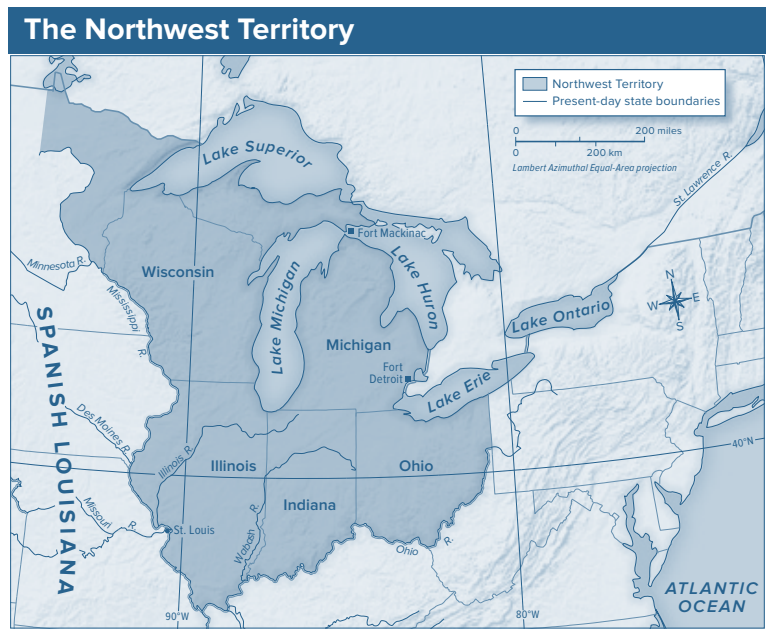 The Northwest Territory
Northwest Territory
Present-day state boundaries
0 200 miles
0 200 km
Lambert Azimuthal Equal-Area projection
St. Lawrence R.
Lake Superior
Fort Mackinac
Minnesota R.
Wisconsin
Mississippi R.
Lake Michigan
Lake Huron
N
W E
S
Lake Ontario
Michigan
Fort
Detroit
Lake Erie
SPANISH LOUISIANA
Des Moines R.
Illinois R.
Illinois
Ohio
40°N
Indiana
Missouri R.
St. Louis
Wabash R.
Ohio R.
ATLANTIC
OCEAN
90°W
80°W